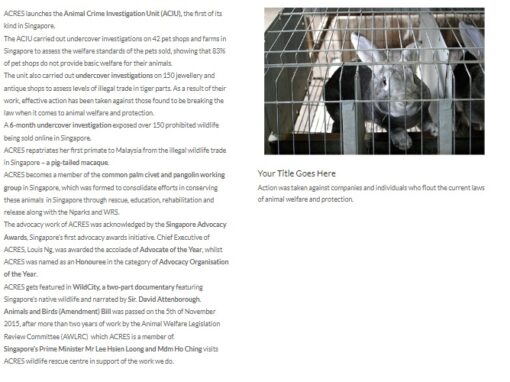 ACRES launches the Animal Crime Investigation Unit (ACIU), the first of its
kind in Singapore.
The ACIU carried out undercover investigations on 42 pet shops and farms in
Singapore to assess the welfare standards of the pets sold, showing that 83%
of pet shops do not provide basic welfare for their animals.
The unit also carried out undercover investigations on 150 jewellery and
antique shops to assess levels of illegal trade in tiger parts. As a result of their
work, effective action has been taken against those found to be breaking the
law when it comes to animal welfare and protection.
A 6-month undercover investigation exposed over 150 prohibited wildlife
being sold online in Singapore.
ACRES repatriates her first primate to Malaysia from the illegal wildlife trade
in Singapore – a pig-tailed macaque.
ACRES becomes a member of the common palm civet and pangolin working
group in Singapore, which was formed to consolidate efforts in conserving
these animals in Singapore through rescue, education, rehabilitation and
release along with the Nparks and WRS.
The advocacy work of ACRES was acknowledged by the Singapore Advocacy
Awards, Singapore's first advocacy awards initiative. Chief Executive of
ACRES, Louis Ng, was awarded the accolade of Advocate of the Year, whilst
ACRES was named as an Honouree in the category of Advocacy Organisation
of the Year.
ACRES gets featured in WildCity, a two-part documentary featuring
Singapore's native wildlife and narrated by Sir. David Attenborough.
Animals and Birds (Amendment) Bill was passed on the 5th of November
2015, after more than two years of work by the Animal Welfare Legislation
Review Committee (AWLRC) which ACRES is a member of.
Singapore's Prime Minister Mr Lee Hsien Loong and Mdm Ho Ching visits
ACRES wildlife rescue centre in support of the work we do.
Your Title Goes Here
Action was taken against companies and individuals who flout the current laws
of animal welfare and protection.